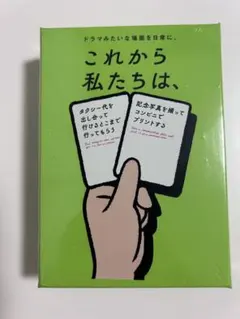 ドラマみたいな場面を日常に。
これから
私たちは、
タクシー代を
出し合って
行けるとこまで
行ってもらう
記念写真を撮って
コンビニで
プリントする